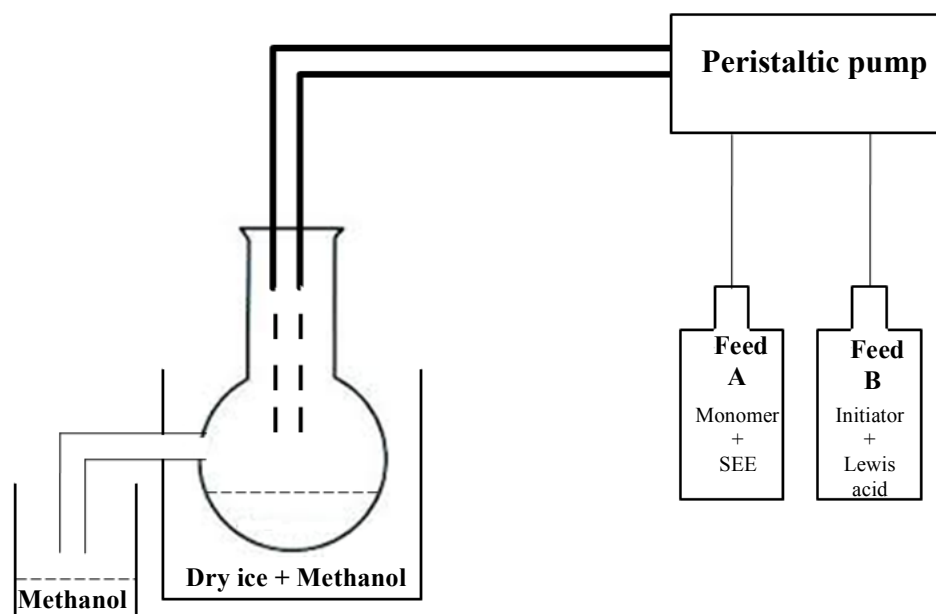 Peristaltic pump
Feed
A
Monomer
+
SEE
Feed
B
Initiator
+
Lewis
acid
Dry ice + Methanol
Methanol